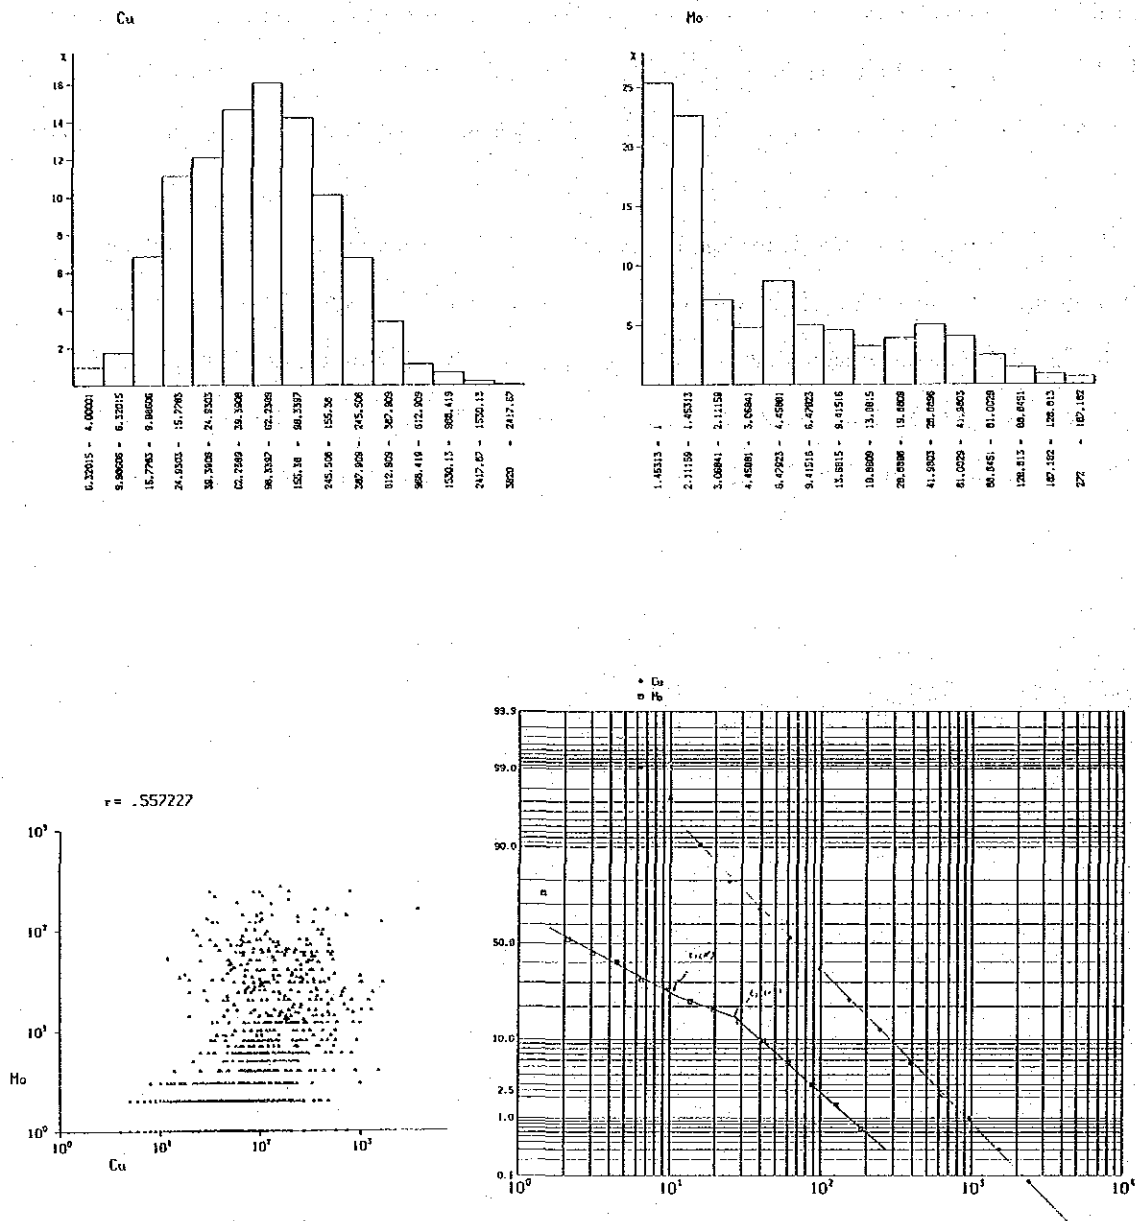 Cu
%
16
14
12
10
8
6
4
2
6.32015 - 4.00001
9.98606 - 6.32015
15.7783 - 9.98606
24.9303 - 15.7783
39.3908 - 24.9303
62.2389 - 39.3908
98.3397 - 62.2389
155.38 - 98.3397
245.506 - 155.38
387.909 - 245.506
612.909 - 387.909
968.419 - 612.909
1530.13 - 968.419
2417.67 - 1530.13
3820 - 2417.67
Mo
%
25
20
15
10
5
1.45313 - 1
2.11159 - 1.45313
3.06841 - 2.11159
4.45881 - 3.06841
6.47923 - 4.45881
9.41516 - 6.47923
13.6815 - 9.41516
19.8809 - 13.6815
28.8896 - 19.8809
41.9803 - 28.8896
61.0029 - 41.9803
88.6451 - 61.0029
128.813 - 88.6451
187.182 - 128.813
272 - 187.182
r = .557227
10³
10²
10¹
10⁰
Mo
10⁰ 10¹ 10² 10³
Cu
Cu
Mo
99.9
99.0
90.0
50.0
10.0
2.5
1.0
0.1
10⁰ 10¹ 10² 10³ 10⁴